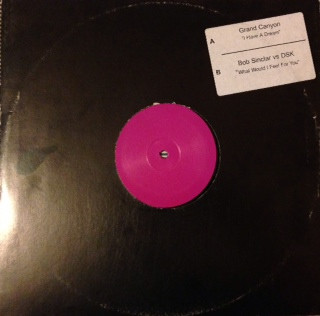 Grand Canyon
A
"I Have A Dream"
Bob Sinclar vs DSK
B
"What Would I Feel For You"